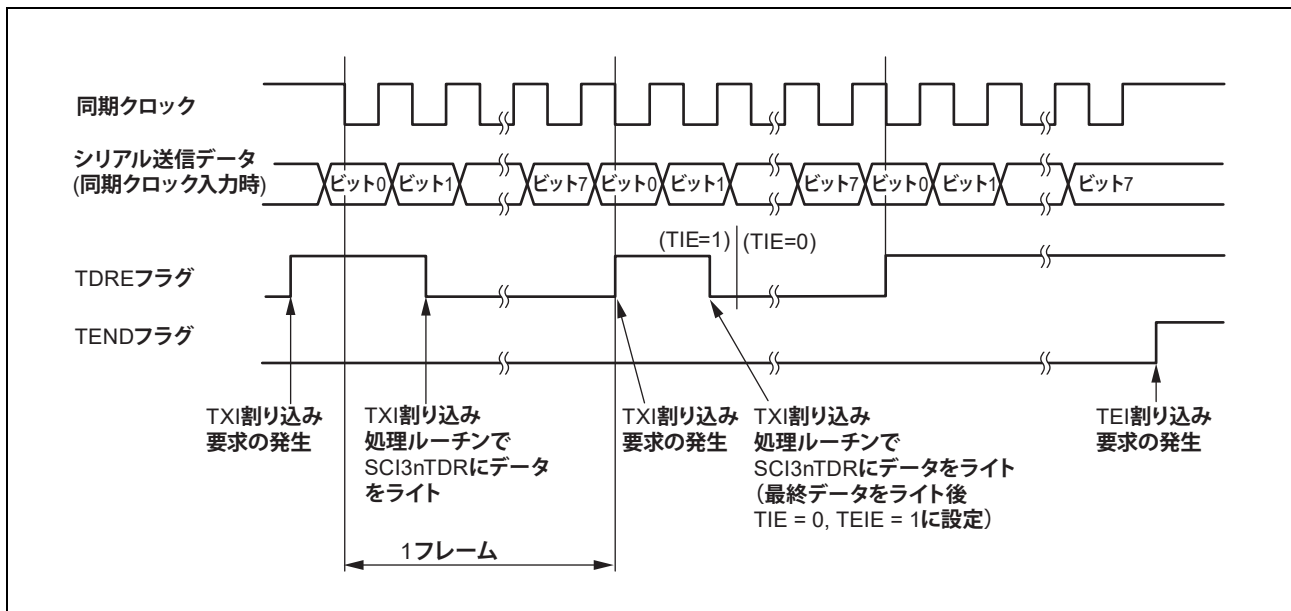 同期クロック
シリアル送信データ
(同期クロック入力時)
ビット0 ビット1 ビット7 ビット0 ビット1 ビット7 ビット0 ビット1 ビット7
(TIE=1) (TIE=0)
TDREフラグ
TENDフラグ
TXI割り込み
要求の発生
TXI割り込み
処理ルーチンで
SCI3nTDRにデータ
をライト
TXI割り込み
要求の発生
TXI割り込み
処理ルーチンで
SCI3nTDRにデータをライト
(最終データをライト後
TIE = 0, TEIE = 1に設定)
TEI割り込み
要求の発生
1フレーム